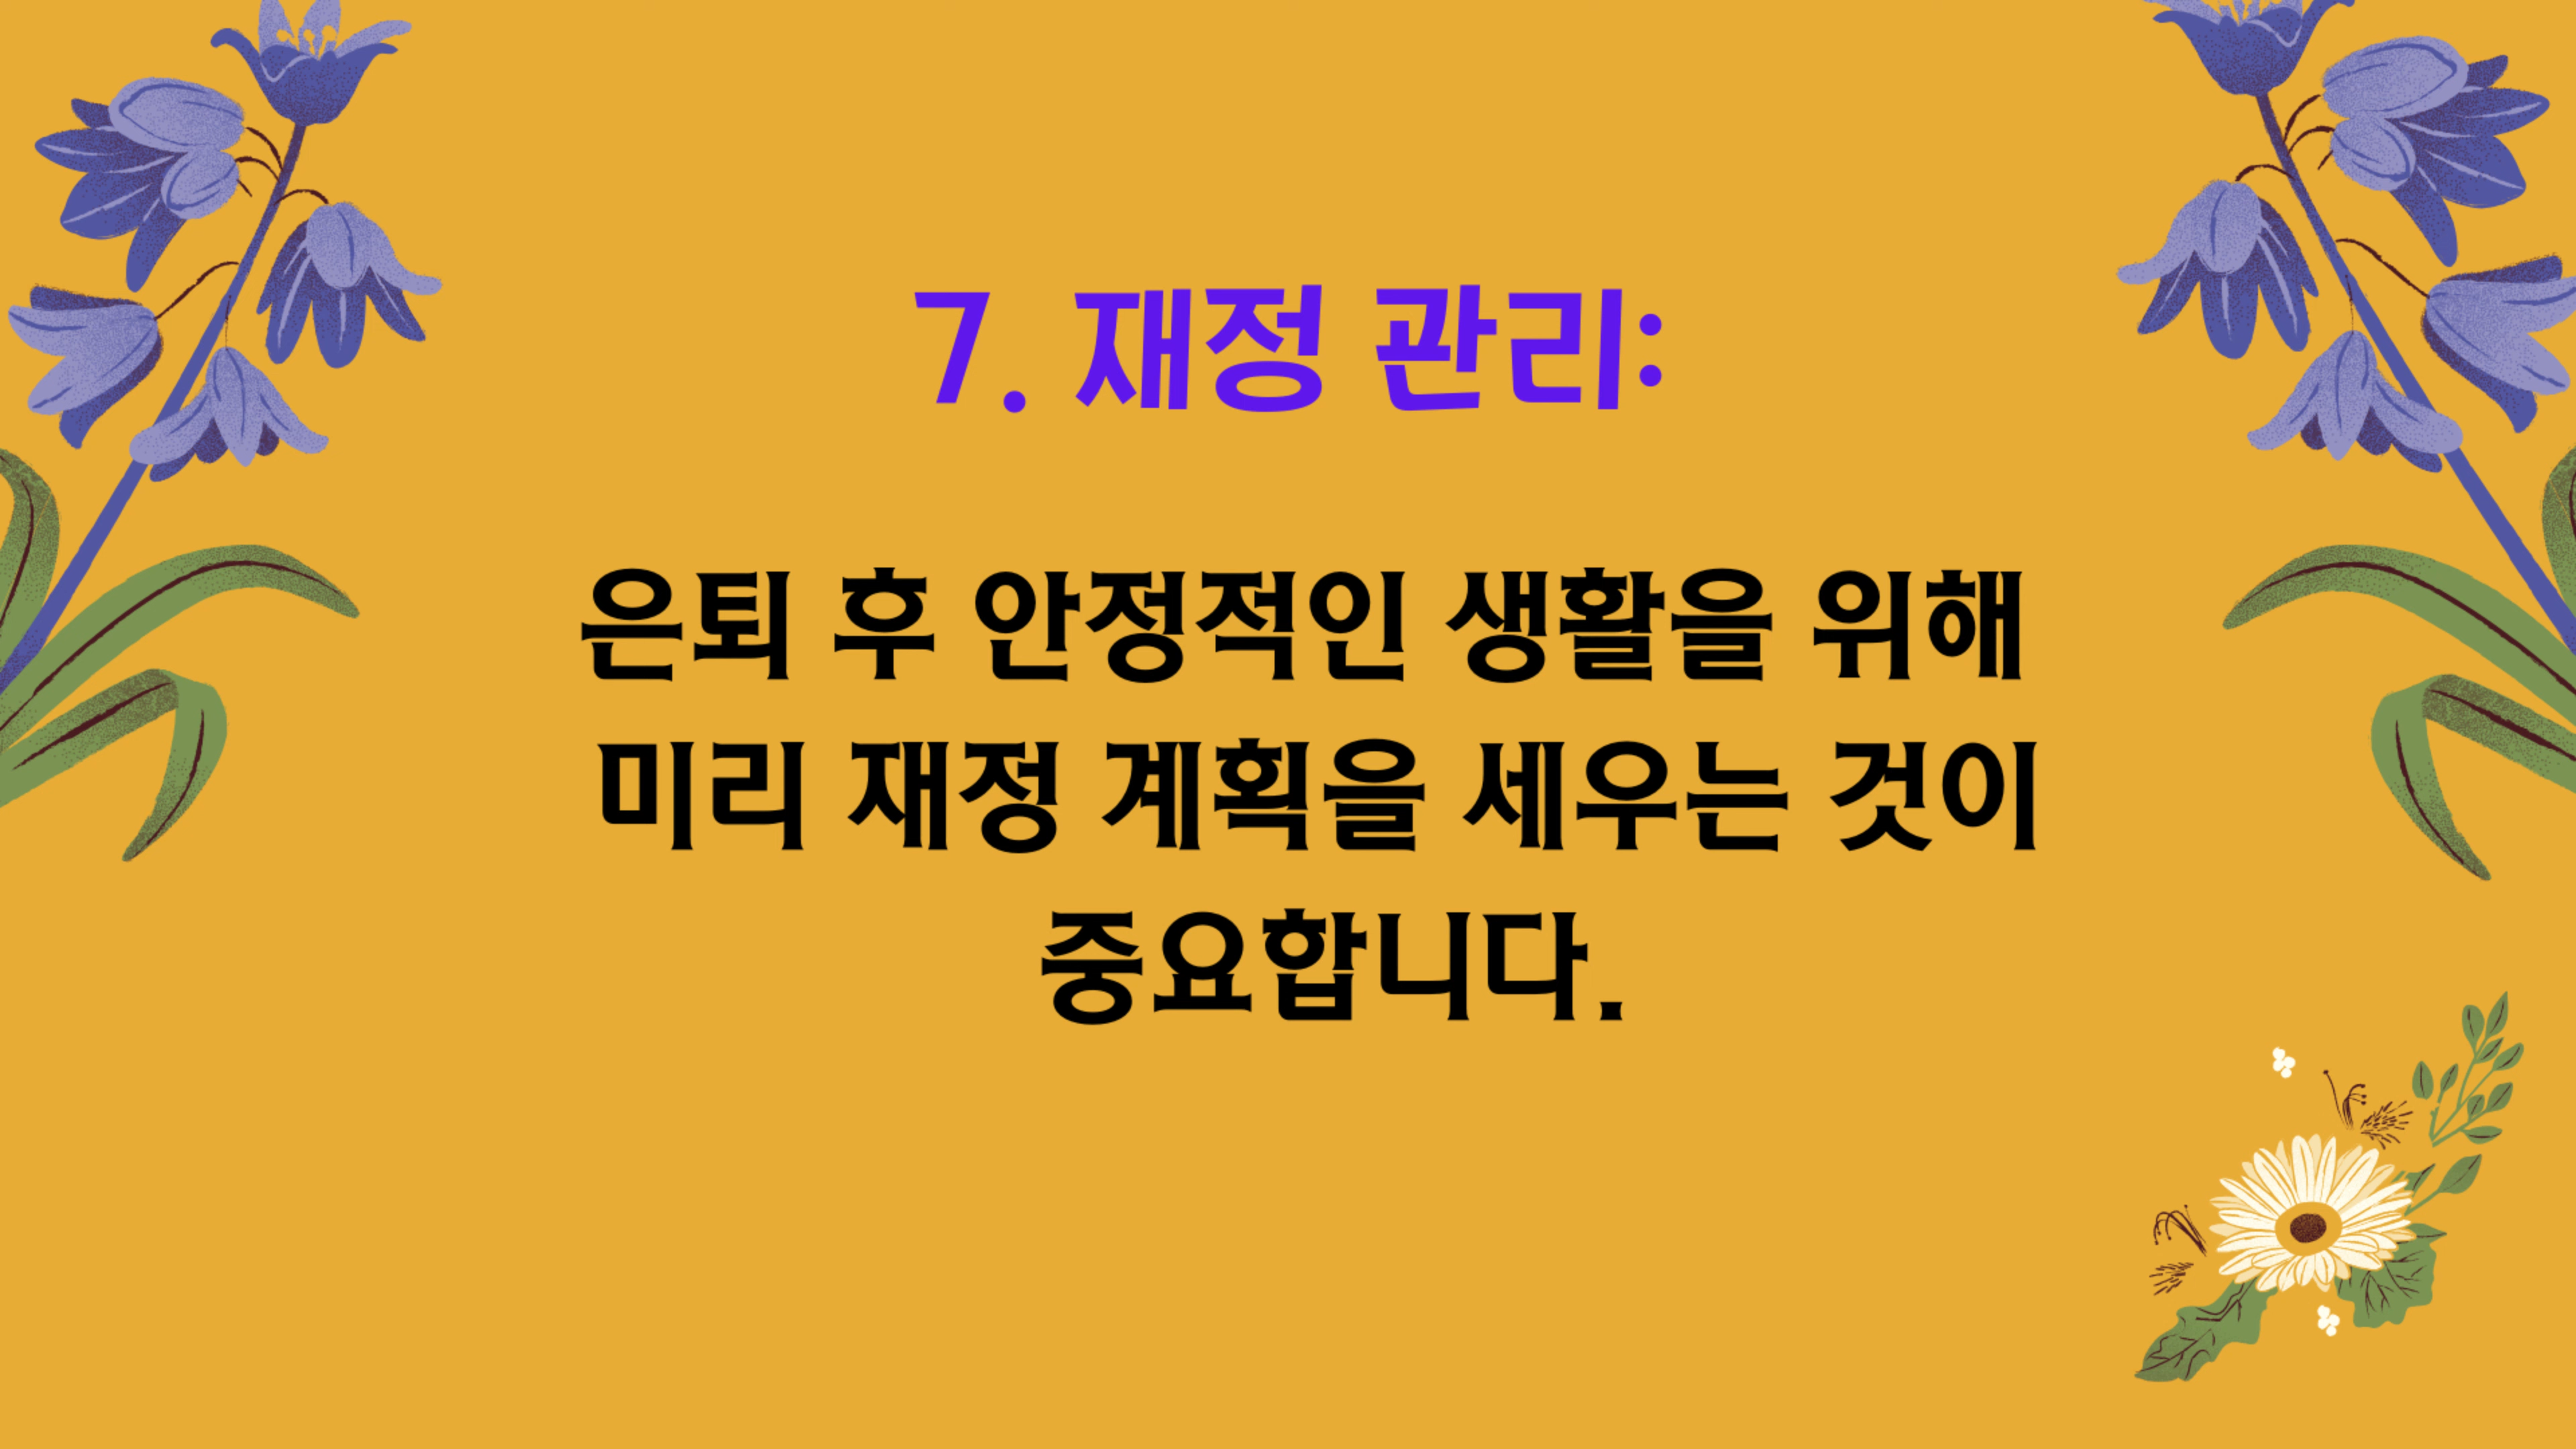 7. 재정 관리:
은퇴 후 안정적인 생활을 위해
미리 재정 계획을 세우는 것이
중요합니다.